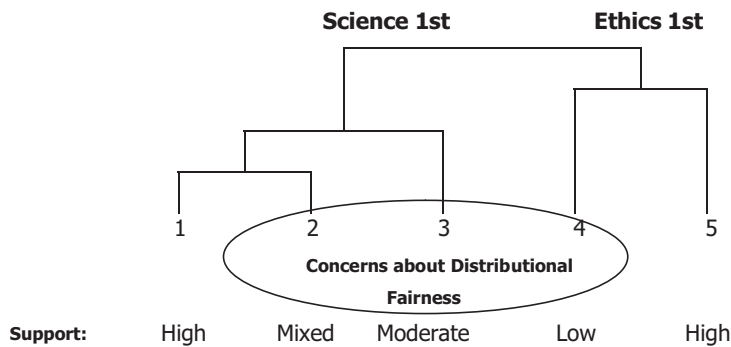 Science 1st Ethics 1st
1 2 3 4 5
Concerns about Distributional
Fairness
Support: High Mixed Moderate Low High